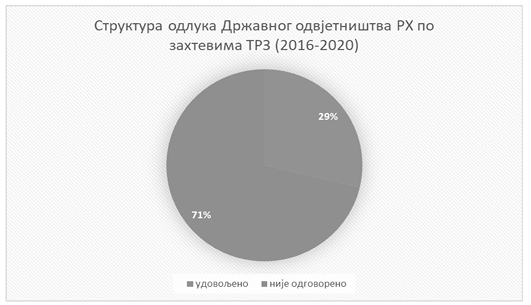 Структура одлука Државног одвјетништва РХ по
захтевима ТРЗ (2016-2020)
29%
71%
удовољено није одговорено